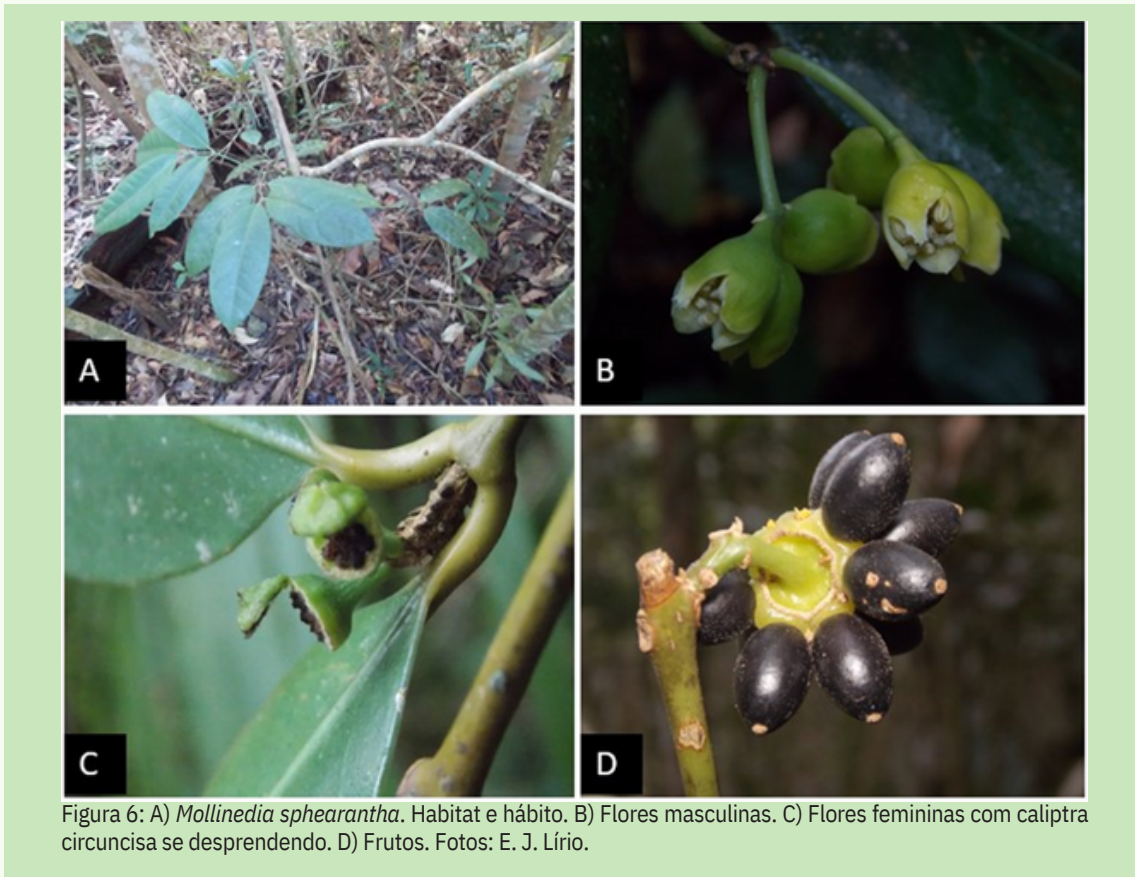 A
B
C
D
Figura 6: A) Mollinedia sphearantha. Habitat e hábito. B) Flores masculinas. C) Flores femininas com caliptra
circuncisa se desprendendo. D) Frutos. Fotos: E. J. Lírio.